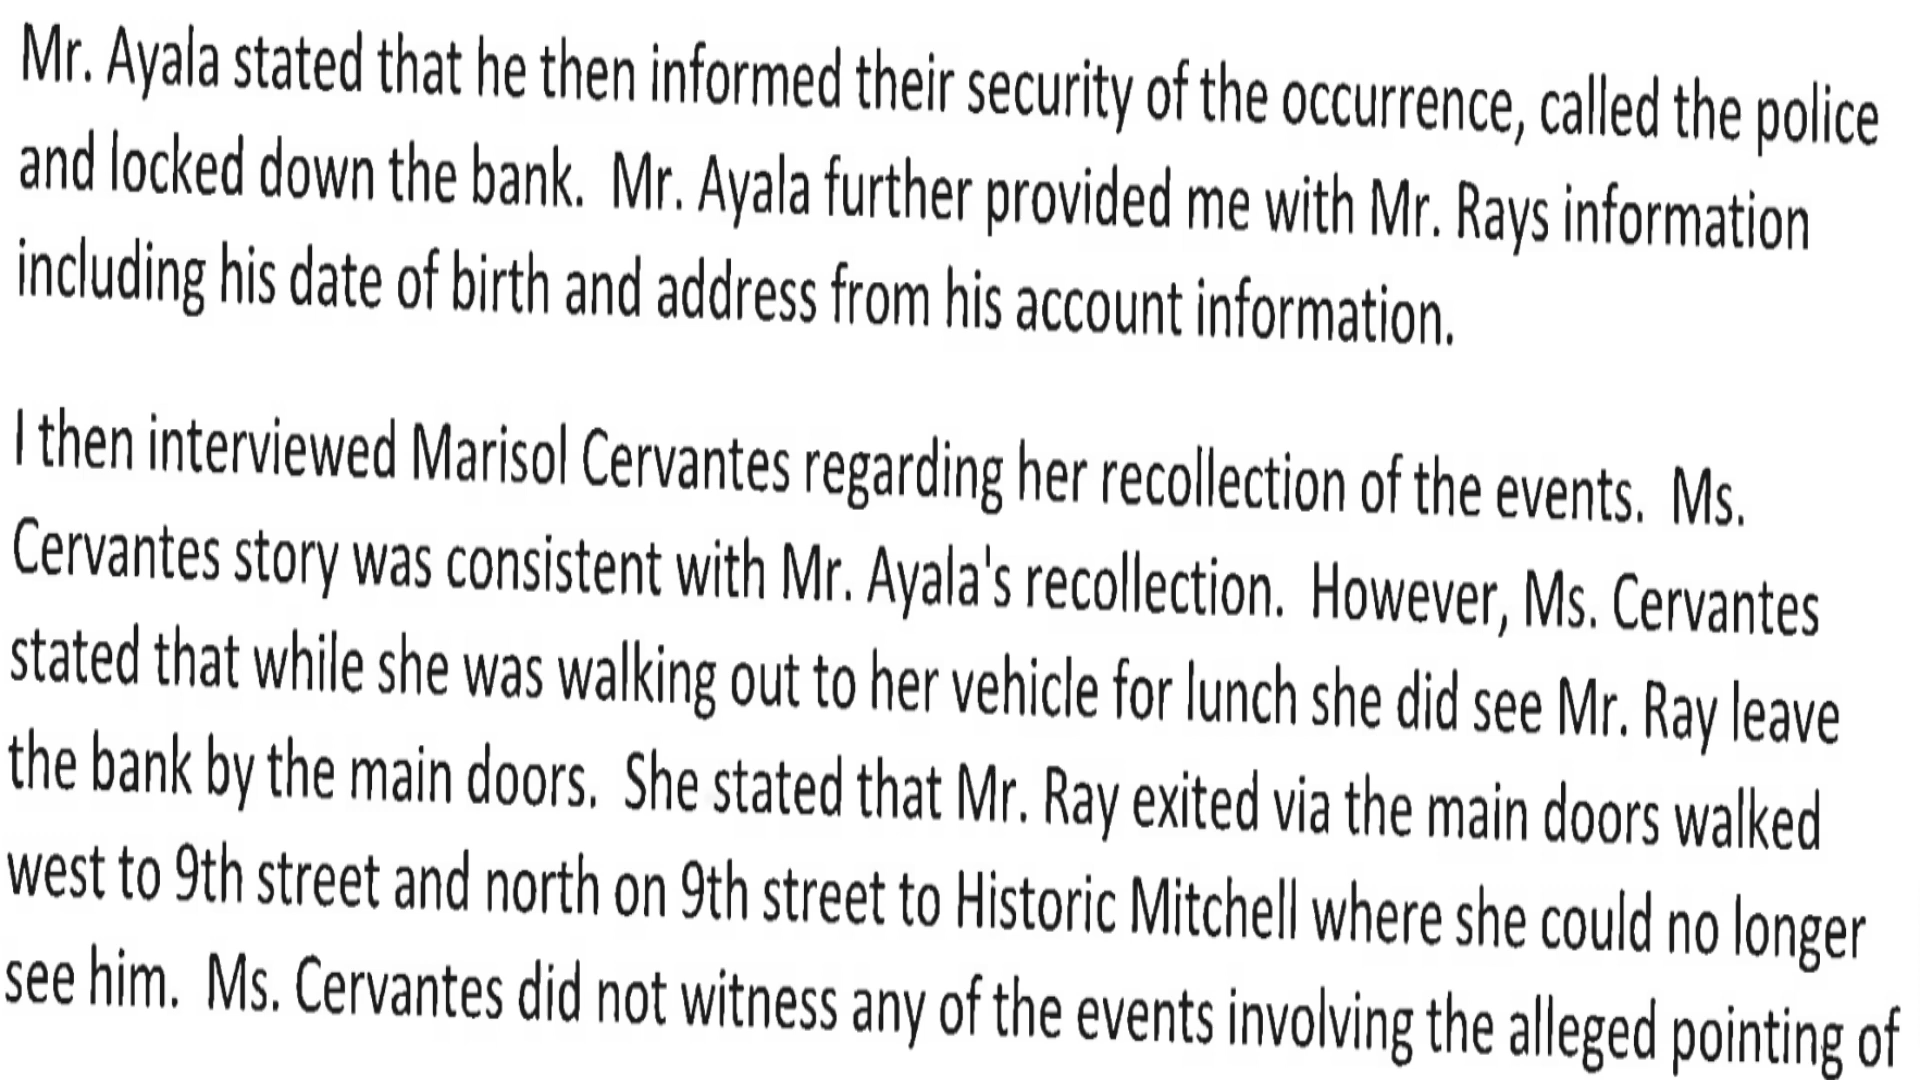 Mr. Ayala stated that he then informed their security of the occurrence, called the police
and locked down the bank.  Mr. Ayala further provided me with Mr. Rays information
including his date of birth and address from his account information.
I then interviewed Marisol Cervantes regarding her recollection of the events.  Ms.
Cervantes story was consistent with Mr. Ayala's recollection.  However, Ms. Cervantes
stated that while she was walking out to her vehicle for lunch she did see Mr. Ray leave
the bank by the main doors.  She stated that Mr. Ray exited via the main doors walked
west to 9th street and north on 9th street to Historic Mitchell where she could no longer
see him.  Ms. Cervantes did not witness any of the events involving the alleged pointing of